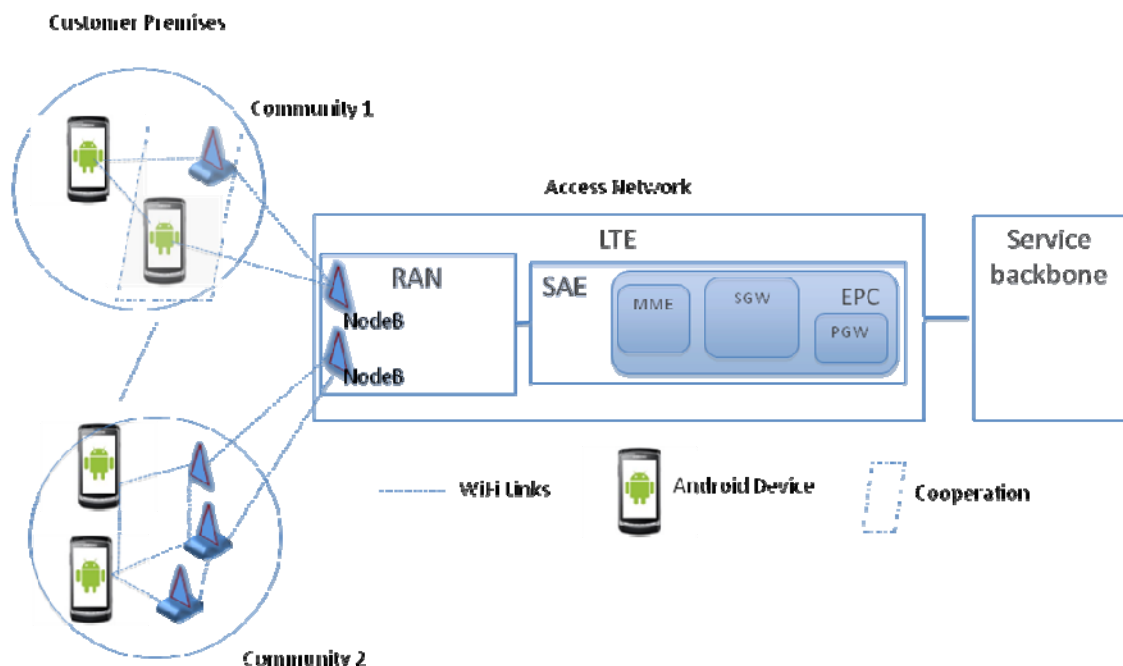 Customer Premises
Community 1
Access Network
LTE
Service
backbone
RAN
SAE
EPC
MME
SGW
PGW
NodeB
NodeB
WiFi Links
Android Device
Cooperation
Community 2